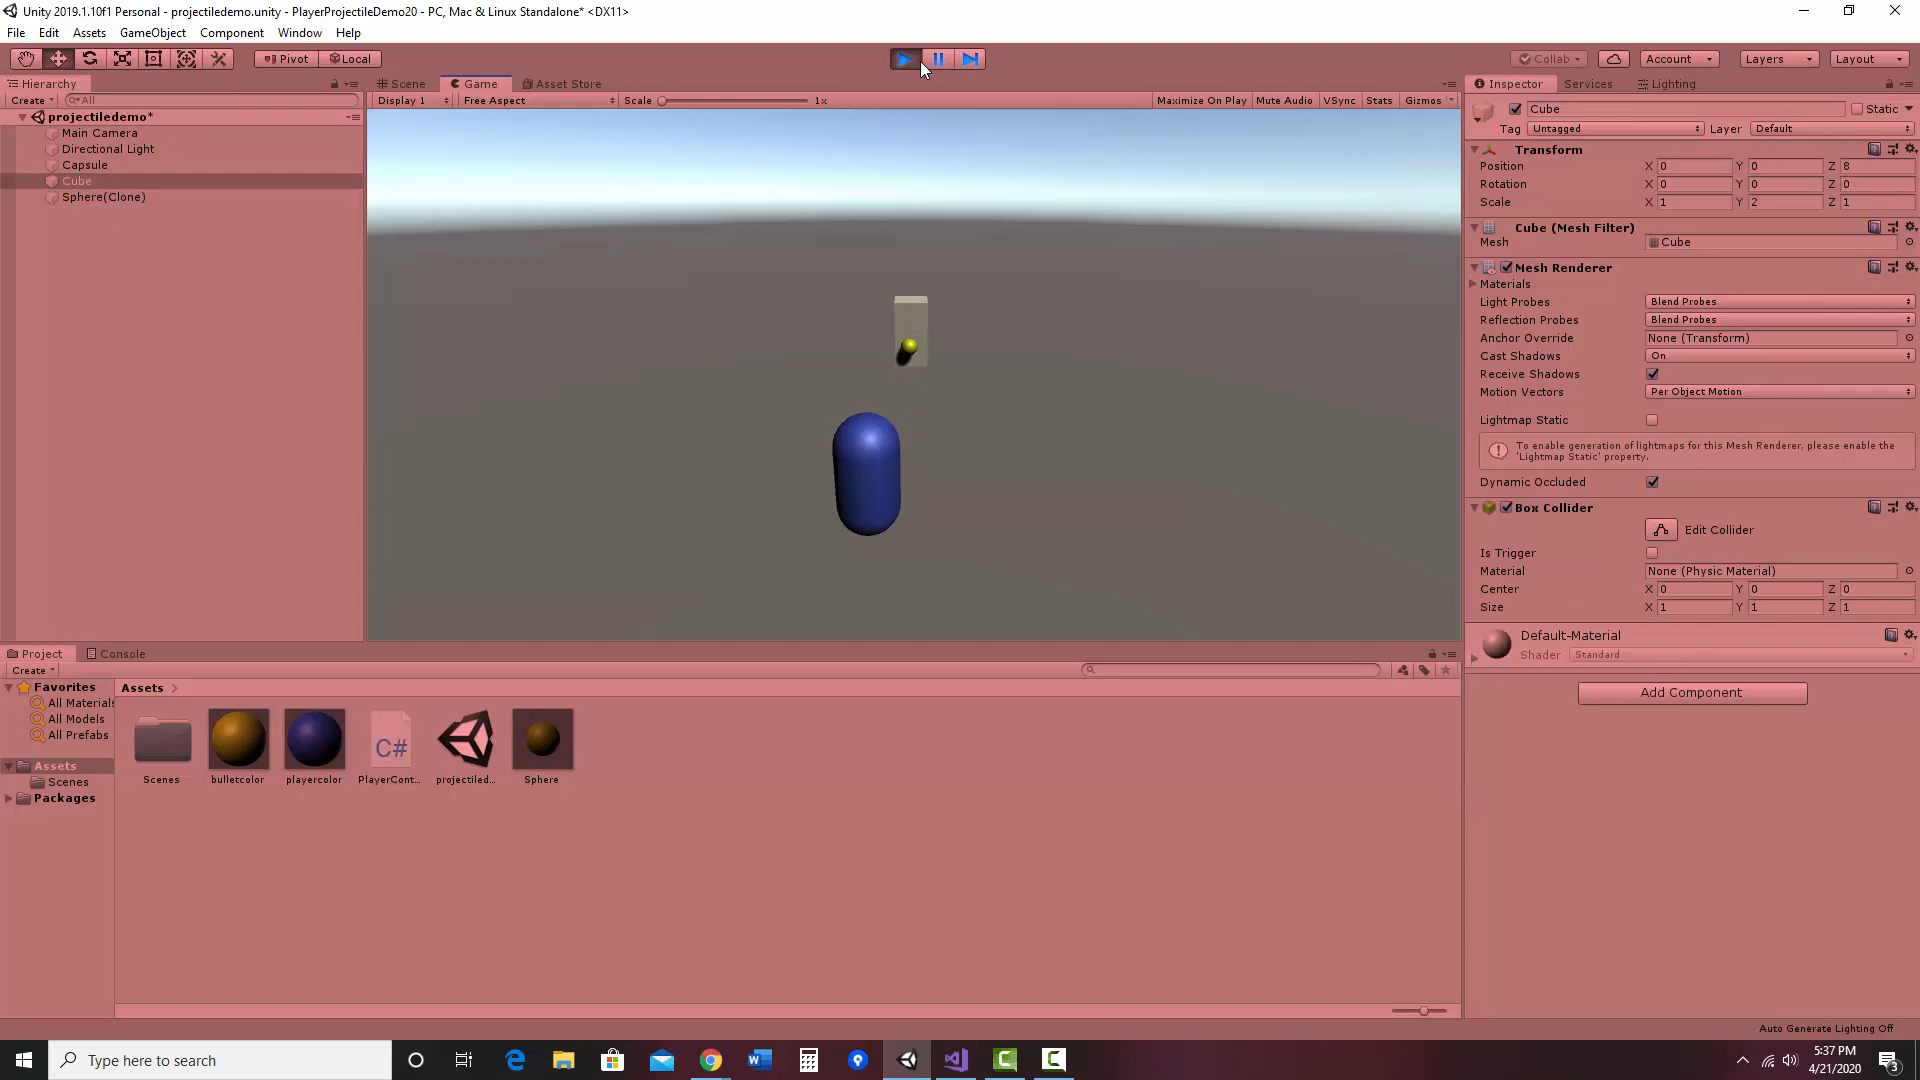 Unity 2019.1.10f1 Personal - projectiledemo.unity - PlayerProjectileDemo20 - PC, Mac & Linux Standalone* <DX11>
File Edit Assets GameObject Component Window Help
Pivot Local
Collab Account Layers Layout
Hierarchy
Create All
projectiledemo*
Main Camera
Directional Light
Capsule
Cube
Sphere(Clone)
Scene Game Asset Store
Display 1 Free Aspect Scale 1x Maximize On Play Mute Audio VSync Stats Gizmos
Inspector Services Lighting
Cube Static
Tag Untagged Layer Default
Transform
Position X 0 Y 0 Z 8
Rotation X 0 Y 0 Z 0
Scale X 1 Y 2 Z 1
Cube (Mesh Filter)
Mesh Cube
Mesh Renderer
Materials
Light Probes Blend Probes
Reflection Probes Blend Probes
Anchor Override None (Transform)
Cast Shadows On
Receive Shadows
Motion Vectors Per Object Motion
Lightmap Static
To enable generation of lightmaps for this Mesh Renderer, please enable the
'Lightmap Static' property.
Dynamic Occluded
Box Collider
Edit Collider
Is Trigger
Material None (Physic Material)
Center X 0 Y 0 Z 0
Size X 1 Y 1 Z 1
Default-Material
Shader Standard
Add Component
Project Console
Create
Favorites
All Materials
All Models
All Prefabs
Assets
Scenes
Packages
Assets
C#
Scenes bulletcolor playercolor PlayerCont... projectiled... Sphere
Auto Generate Lighting Off
Type here to search
5:37 PM
4/21/2020
3